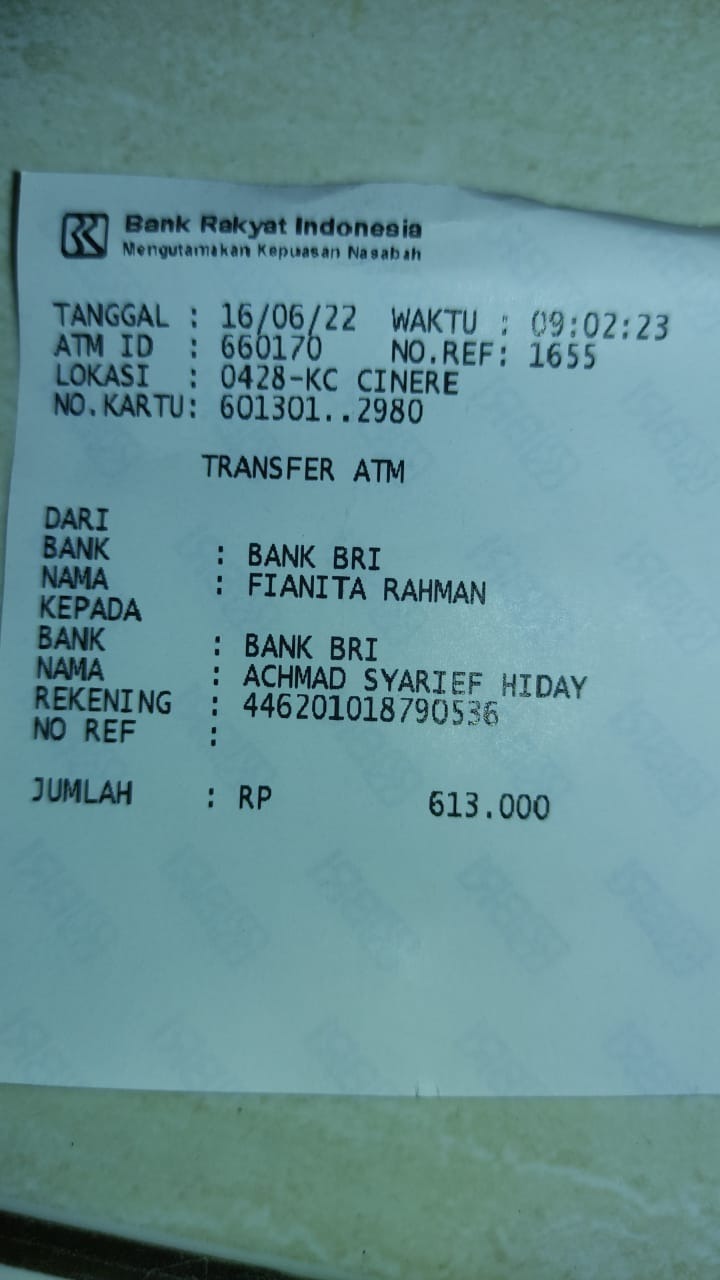 Bank Rakyat Indonesia
Mengutamakan Kepuasan Nasabah
TANGGAL : 16/06/22 WAKTU : 09:02:23
ATM ID : 660170 NO.REF: 1655
LOKASI : 0428-KC CINERE
NO.KARTU: 601301..2980
TRANSFER ATM
DARI
BANK : BANK BRI
NAMA : FIANITA RAHMAN
KEPADA
BANK : BANK BRI
NAMA : ACHMAD SYARIEF HIDAY
REKENING : 446201018790536
NO REF :
JUMLAH : RP 613.000